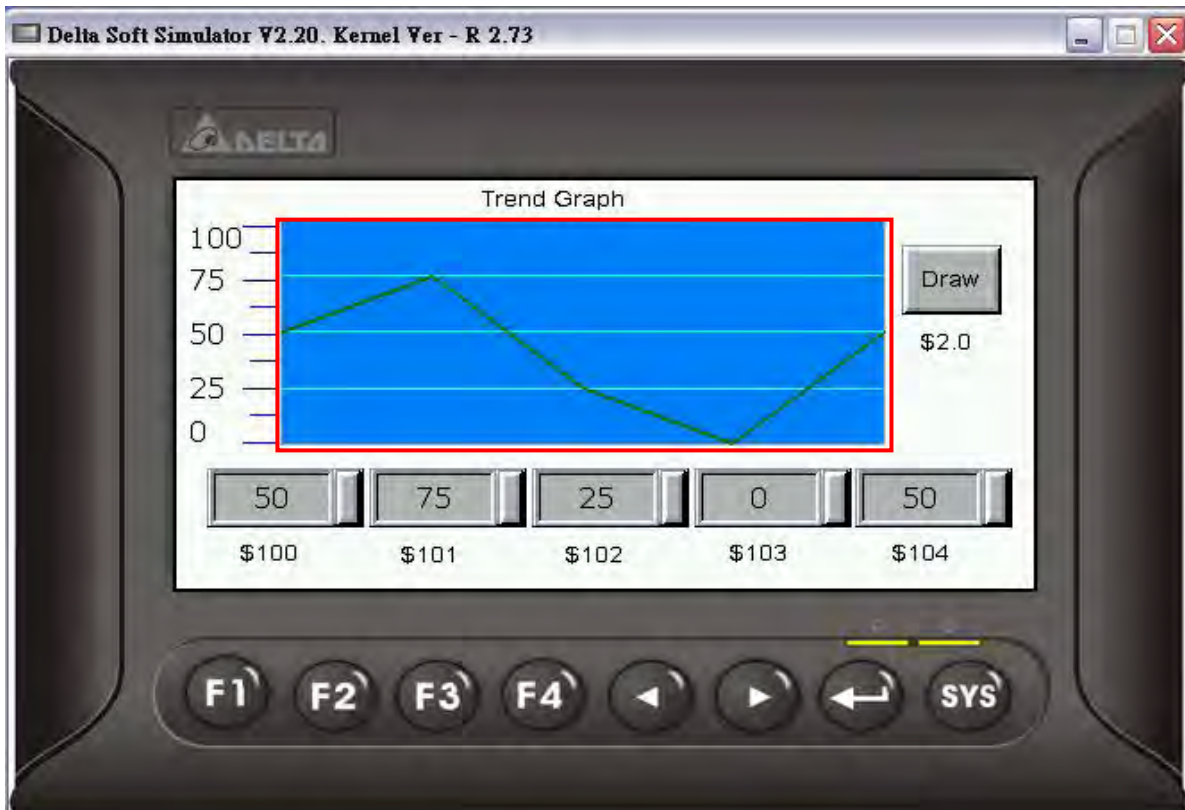 Delta Soft Simulator V2.20. Kernel Ver - R 2.73
DELTA
Trend Graph
100
75
50
25
0
Draw
$2.0
50 75 25 0 50
$100 $101 $102 $103 $104
F1 F2 F3 F4 SYS